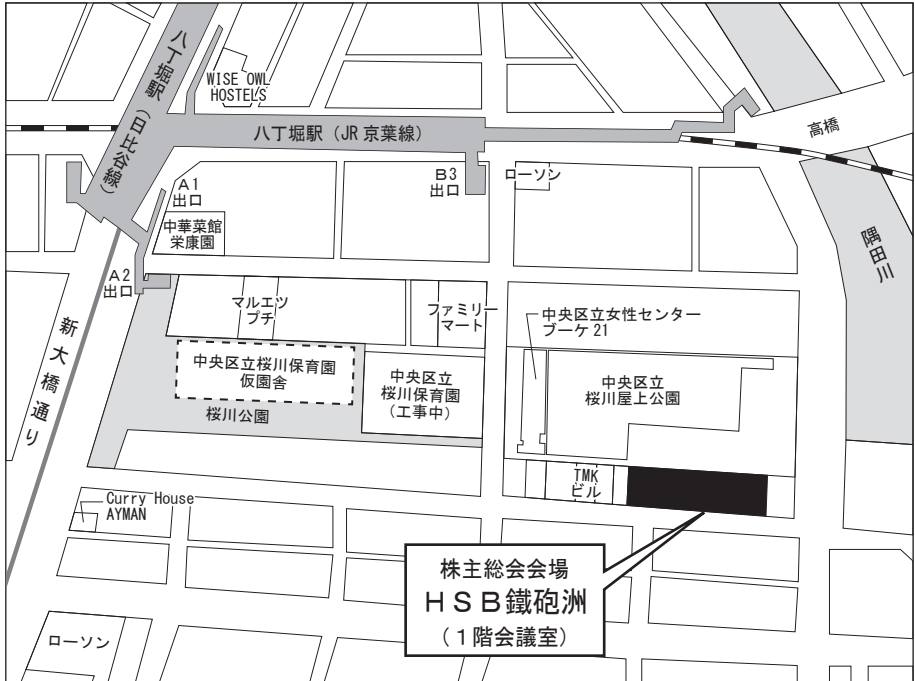 八丁堀駅（日比谷線）
WISE OWL
HOSTELS
八丁堀駅（JR京葉線）
高橋
A1
出口
B3
出口
ローソン
中華菜館
栄康園
隅田川
A2
出口
マルエツ
プチ
ファミリー
マート
中央区立女性センター
ブーケ21
新大橋通り
中央区立桜川保育園
仮園舎
中央区立
桜川保育園
（工事中）
中央区立
桜川屋上公園
桜川公園
TMK
ビル
Curry House
AYMAN
株主総会会場
HSB鐵砲洲
（1階会議室）
ローソン